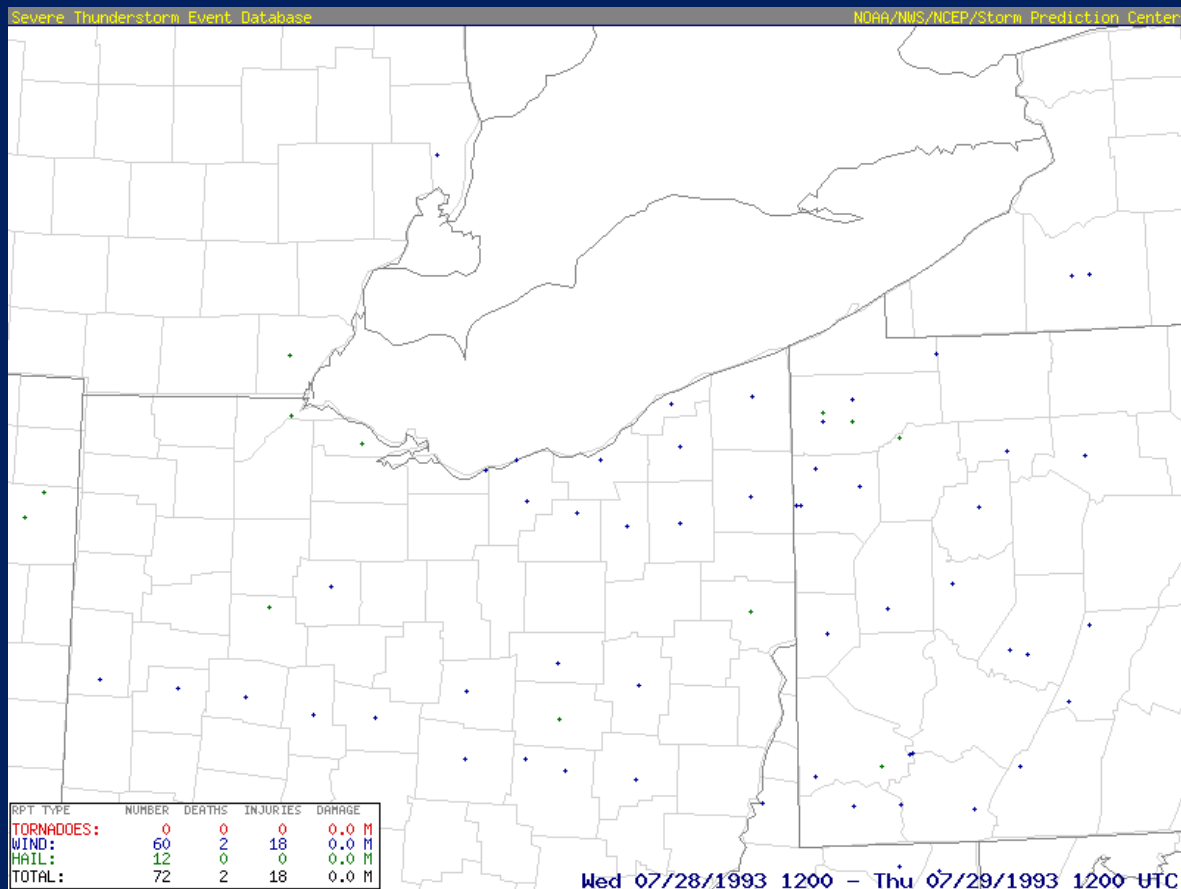 Severe Thunderstorm Event Database NOAA/NWS/NCEP/Storm Prediction Center
RPT TYPE NUMBER DEATHS INJURIES DAMAGE
TORNADOES: 0 0 0 0.0 M
WIND: 60 2 18 0.0 M
HAIL: 12 0 0 0.0 M
TOTAL: 72 2 18 0.0 M
Wed 07/28/1993 1200 - Thu 07/29/1993 1200 UTC